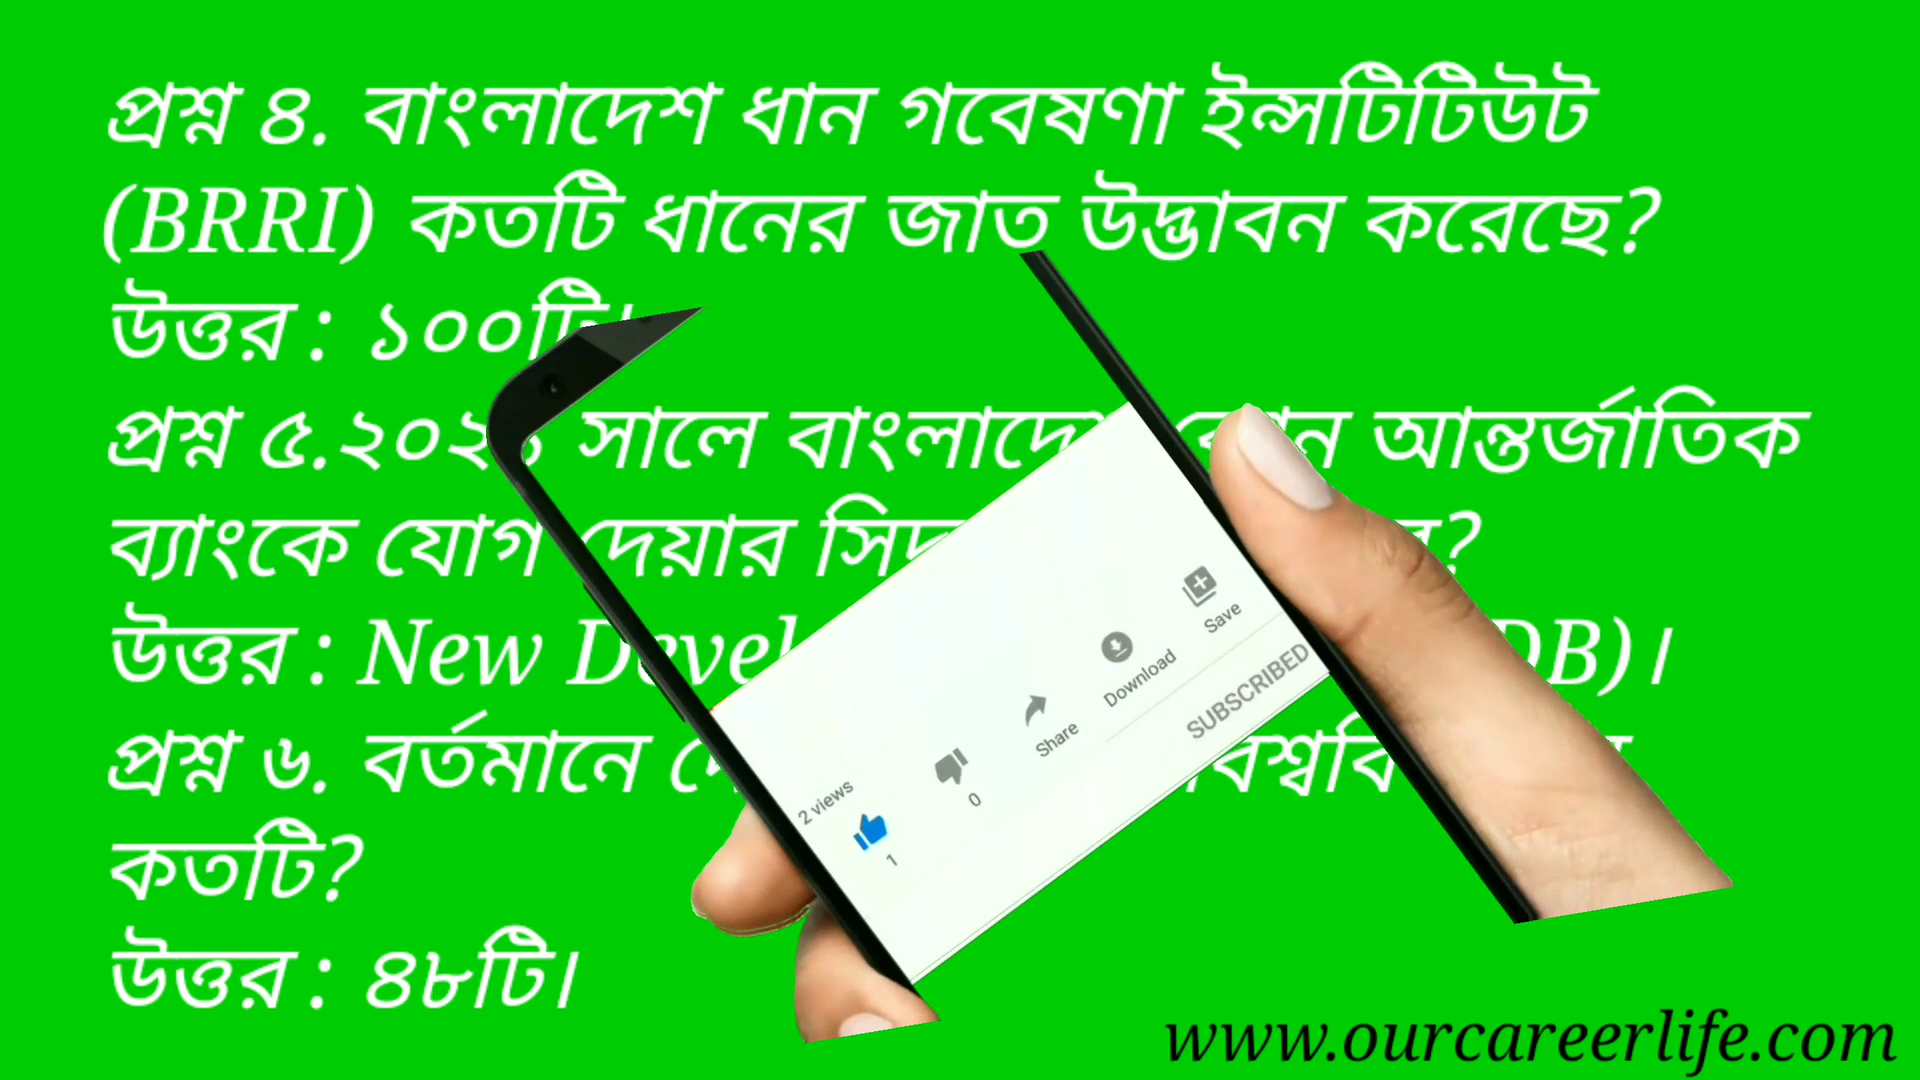 প্রশ্ন ৪. বাংলাদেশ ধান গবেষণা ইন্সটিটিউট
(BRRI) কতটি ধানের জাত উদ্ভাবন করেছে?
উত্তর : ১০০টি।
প্রশ্ন ৫. সালে আন্তর্জাতিক
ব্যাংকে যোগ দেয়ার
উত্তর : New
প্রশ্ন ৬. বর্তমানে
কতটি?
উত্তর : ৪৮টি।
2 views
1
0
Share
Download
Save
SUBSCRIBED
www.ourcareerlife.com